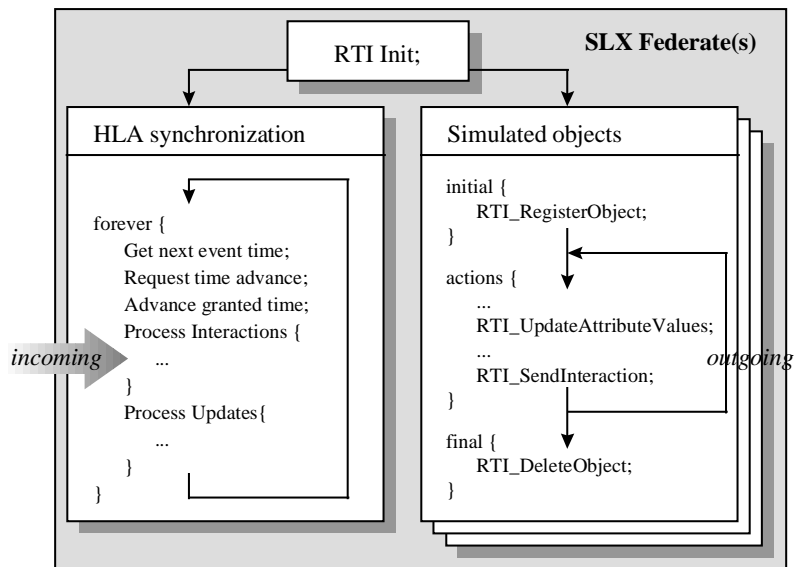 SLX Federate(s)
RTI Init;
HLA synchronization
forever {
Get next event time;
Request time advance;
Advance granted time;
Process Interactions {
...
}
Process Updates{
...
}
}
incoming
Simulated objects
initial {
RTI_RegisterObject;
}
actions {
...
RTI_UpdateAttributeValues;
...
RTI_SendInteraction;
}
final {
RTI_DeleteObject;
}
outgoing